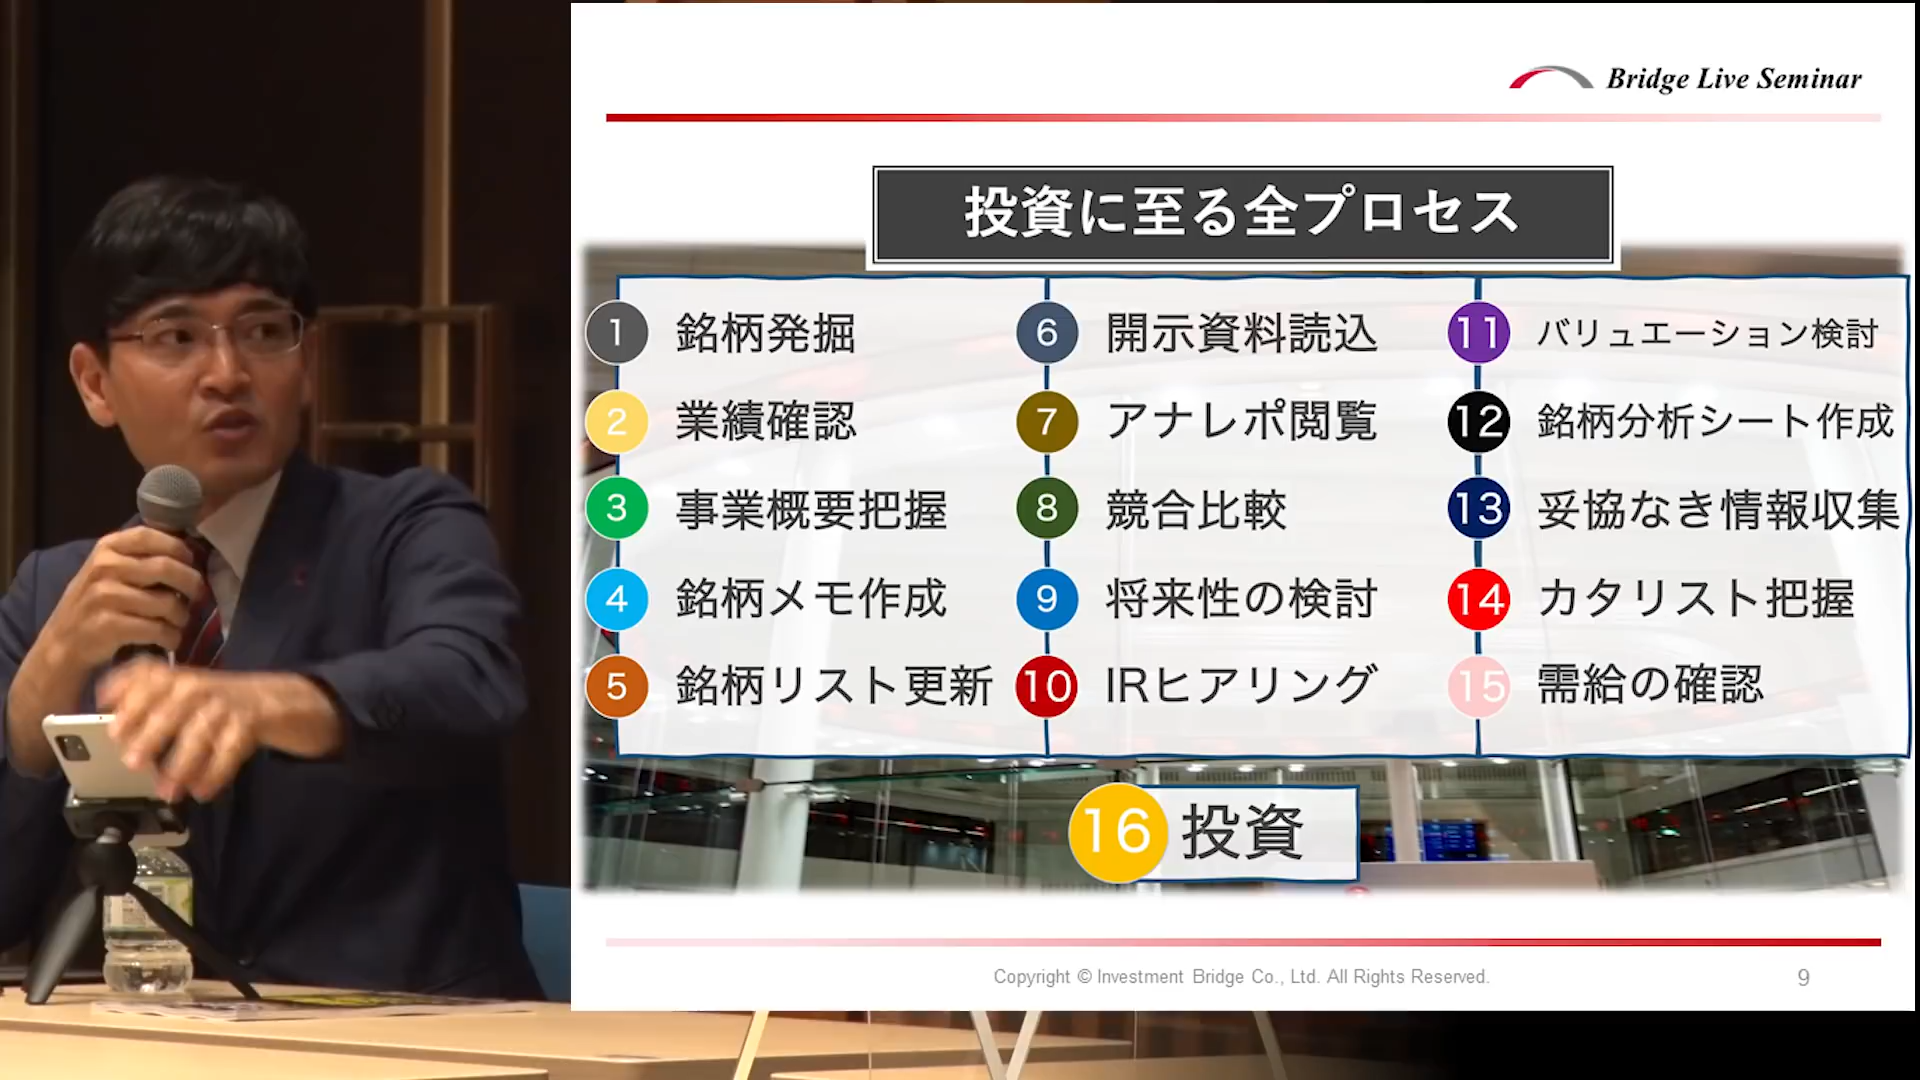 Bridge Live Seminar
投資に至る全プロセス
1 銘柄発掘
2 業績確認
3 事業概要把握
4 銘柄メモ作成
5 銘柄リスト更新
6 開示資料読込
7 アナレポ閲覧
8 競合比較
9 将来性の検討
10 IRヒアリング
11 バリュエーション検討
12 銘柄分析シート作成
13 妥協なき情報収集
14 カタリスト把握
15 需給の確認
16 投資
Copyright © Investment Bridge Co., Ltd. All Rights Reserved.
9